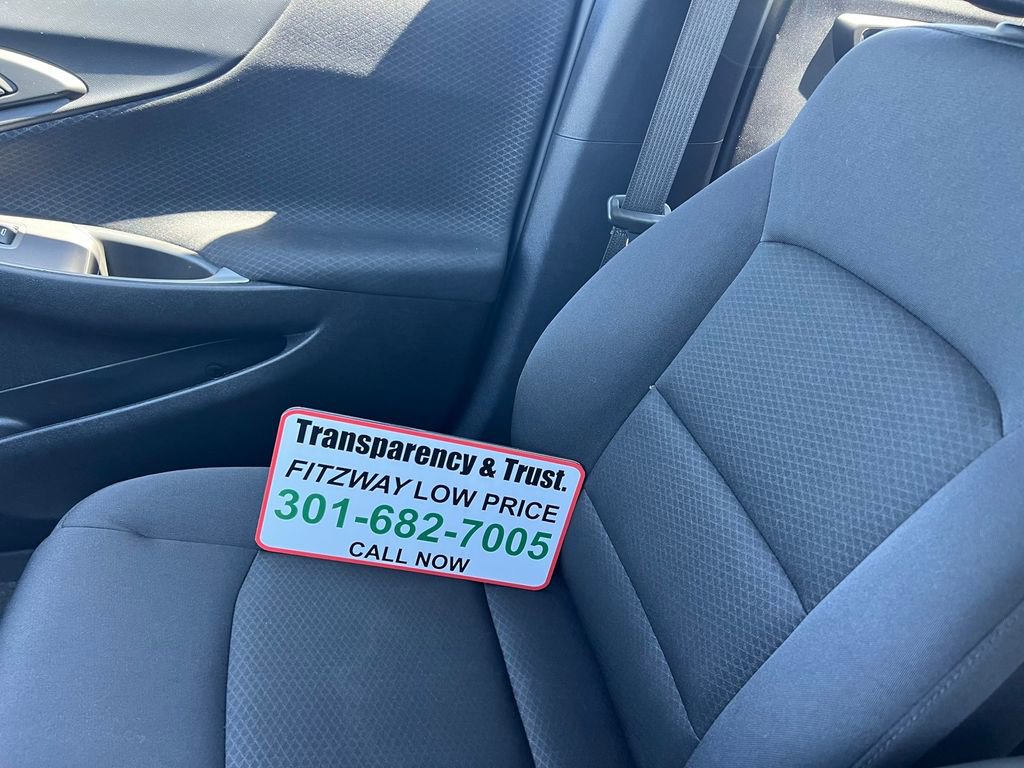 Transparency & Trust.
FITZWAY LOW PRICE
301-682-7005
CALL NOW